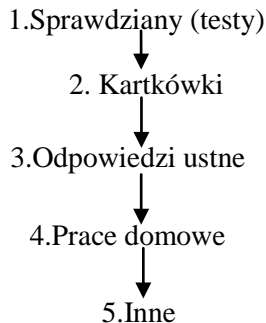 1.Sprawdziany (testy)
2. Kartkówki
3.Odpowiedzi ustne
4.Prace domowe
5.Inne